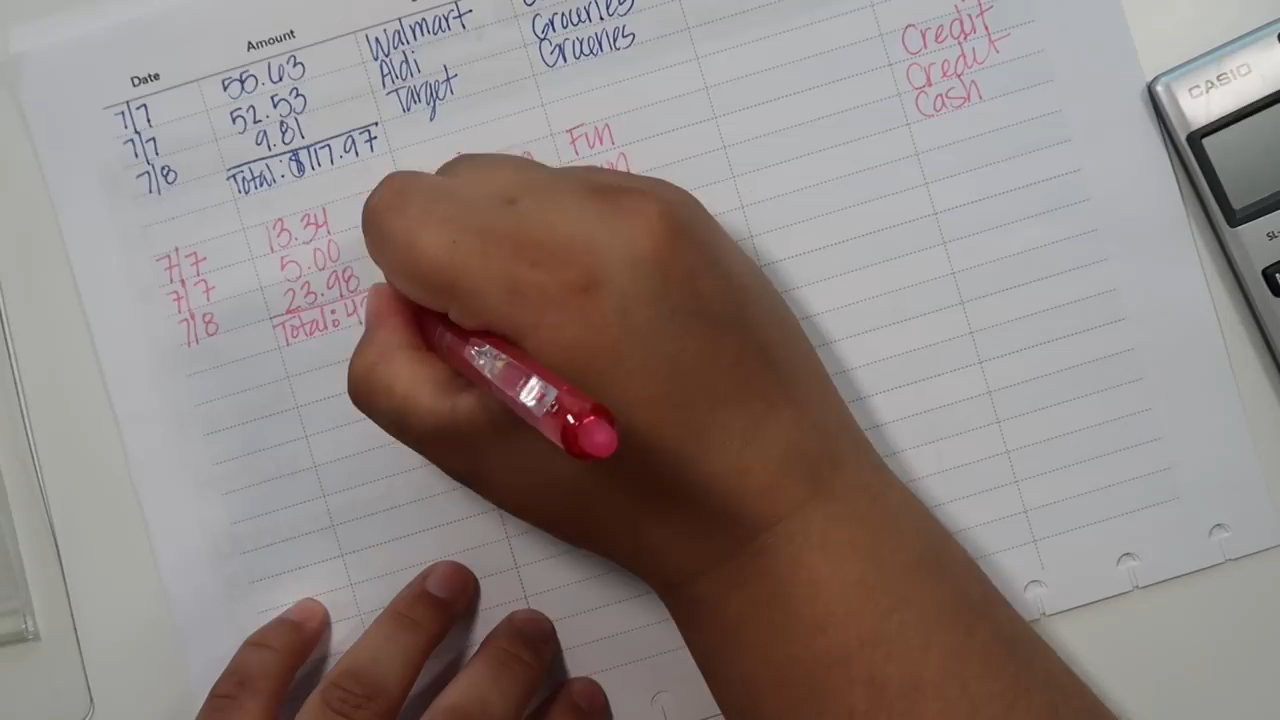 Date Amount
7/7 55.63 Walmart Credit
7/7 52.53 Aldi Groceries Credit
7/8 9.81 Target Groceries Cash
Total: $117.97
7/7 13.34 Fun
7/7 5.00
7/8 23.98
Total: 4
CASIO
SL-